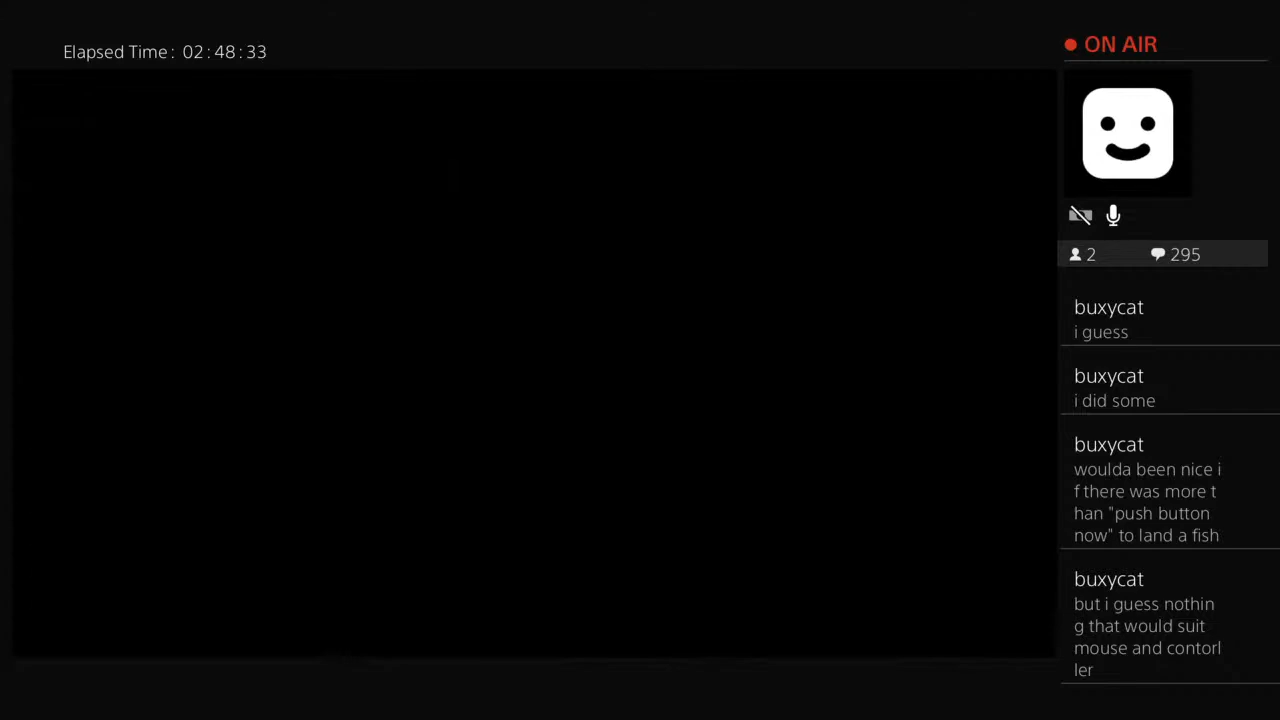 Elapsed Time: 02:48:33
ON AIR
2 295
buxycat
i guess
buxycat
i did some
buxycat
woulda been nice i
f there was more t
han "push button
now" to land a fish
buxycat
but i guess nothin
g that would suit
mouse and contorl
ler